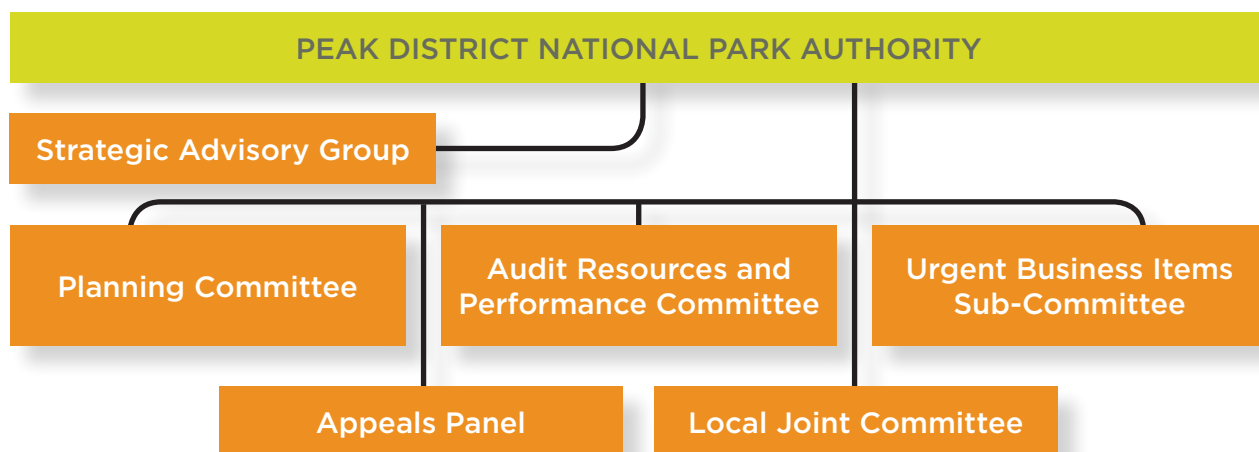 PEAK DISTRICT NATIONAL PARK AUTHORITY
Strategic Advisory Group
Planning Committee
Audit Resources and
Performance Committee
Urgent Business Items
Sub-Committee
Appeals Panel
Local Joint Committee